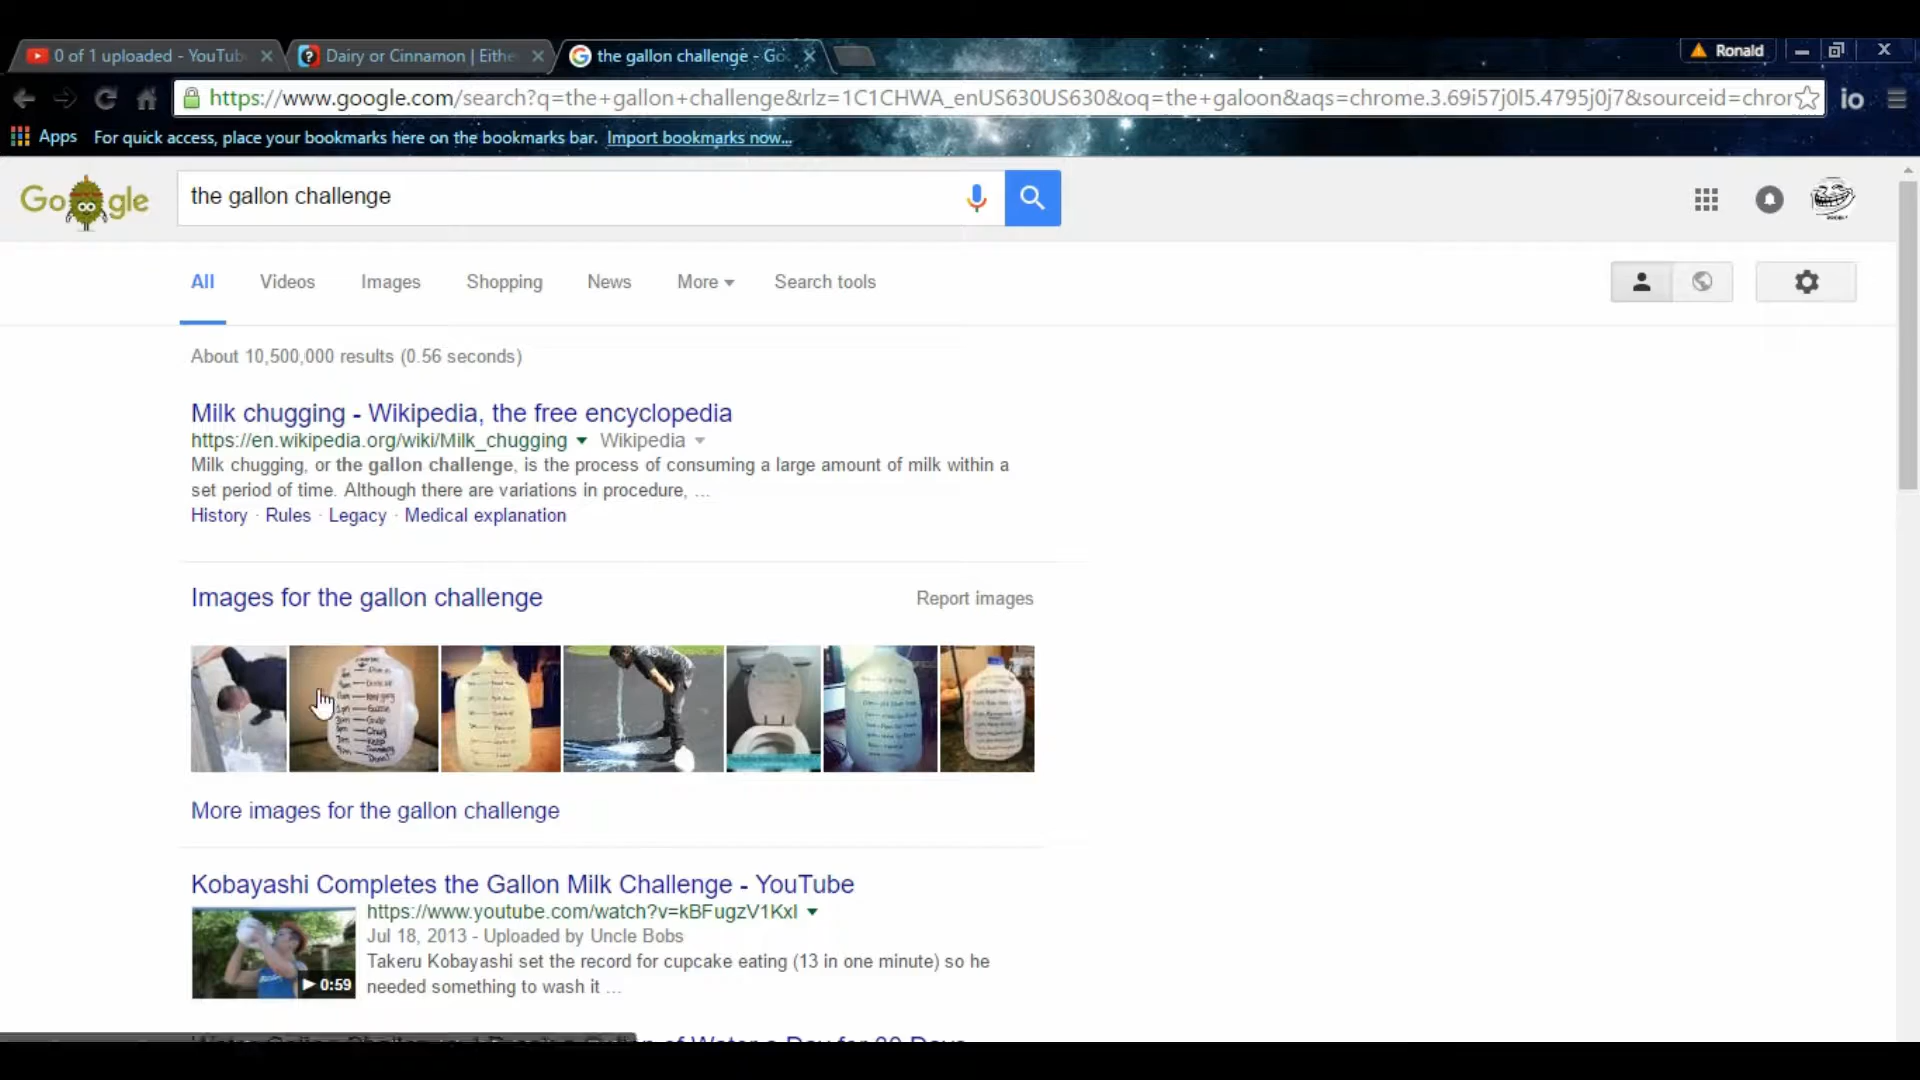 0 of 1 uploaded - YouTub
Dairy or Cinnamon | Eithe
the gallon challenge - Go
Ronald
https://www.google.com/search?q=the+gallon+challenge&rlz=1C1CHWA_enUS630US630&oq=the+galoon&aqs=chrome.3.69i57j0l5.4795j0j7&sourceid=chror
io
Apps For quick access, place your bookmarks here on the bookmarks bar. Import bookmarks now...
Google
the gallon challenge
All Videos Images Shopping News More Search tools
About 10,500,000 results (0.56 seconds)
Milk chugging - Wikipedia, the free encyclopedia
https://en.wikipedia.org/wiki/Milk_chugging Wikipedia
Milk chugging, or the gallon challenge, is the process of consuming a large amount of milk within a
set period of time. Although there are variations in procedure, ...
History · Rules · Legacy · Medical explanation
Images for the gallon challenge
Report images
More images for the gallon challenge
Kobayashi Completes the Gallon Milk Challenge - YouTube
https://www.youtube.com/watch?v=kBFugzV1KxI
Jul 18, 2013 - Uploaded by Uncle Bobs
Takeru Kobayashi set the record for cupcake eating (13 in one minute) so he
needed something to wash it ...
0:59
of Water a Day for 30 Days